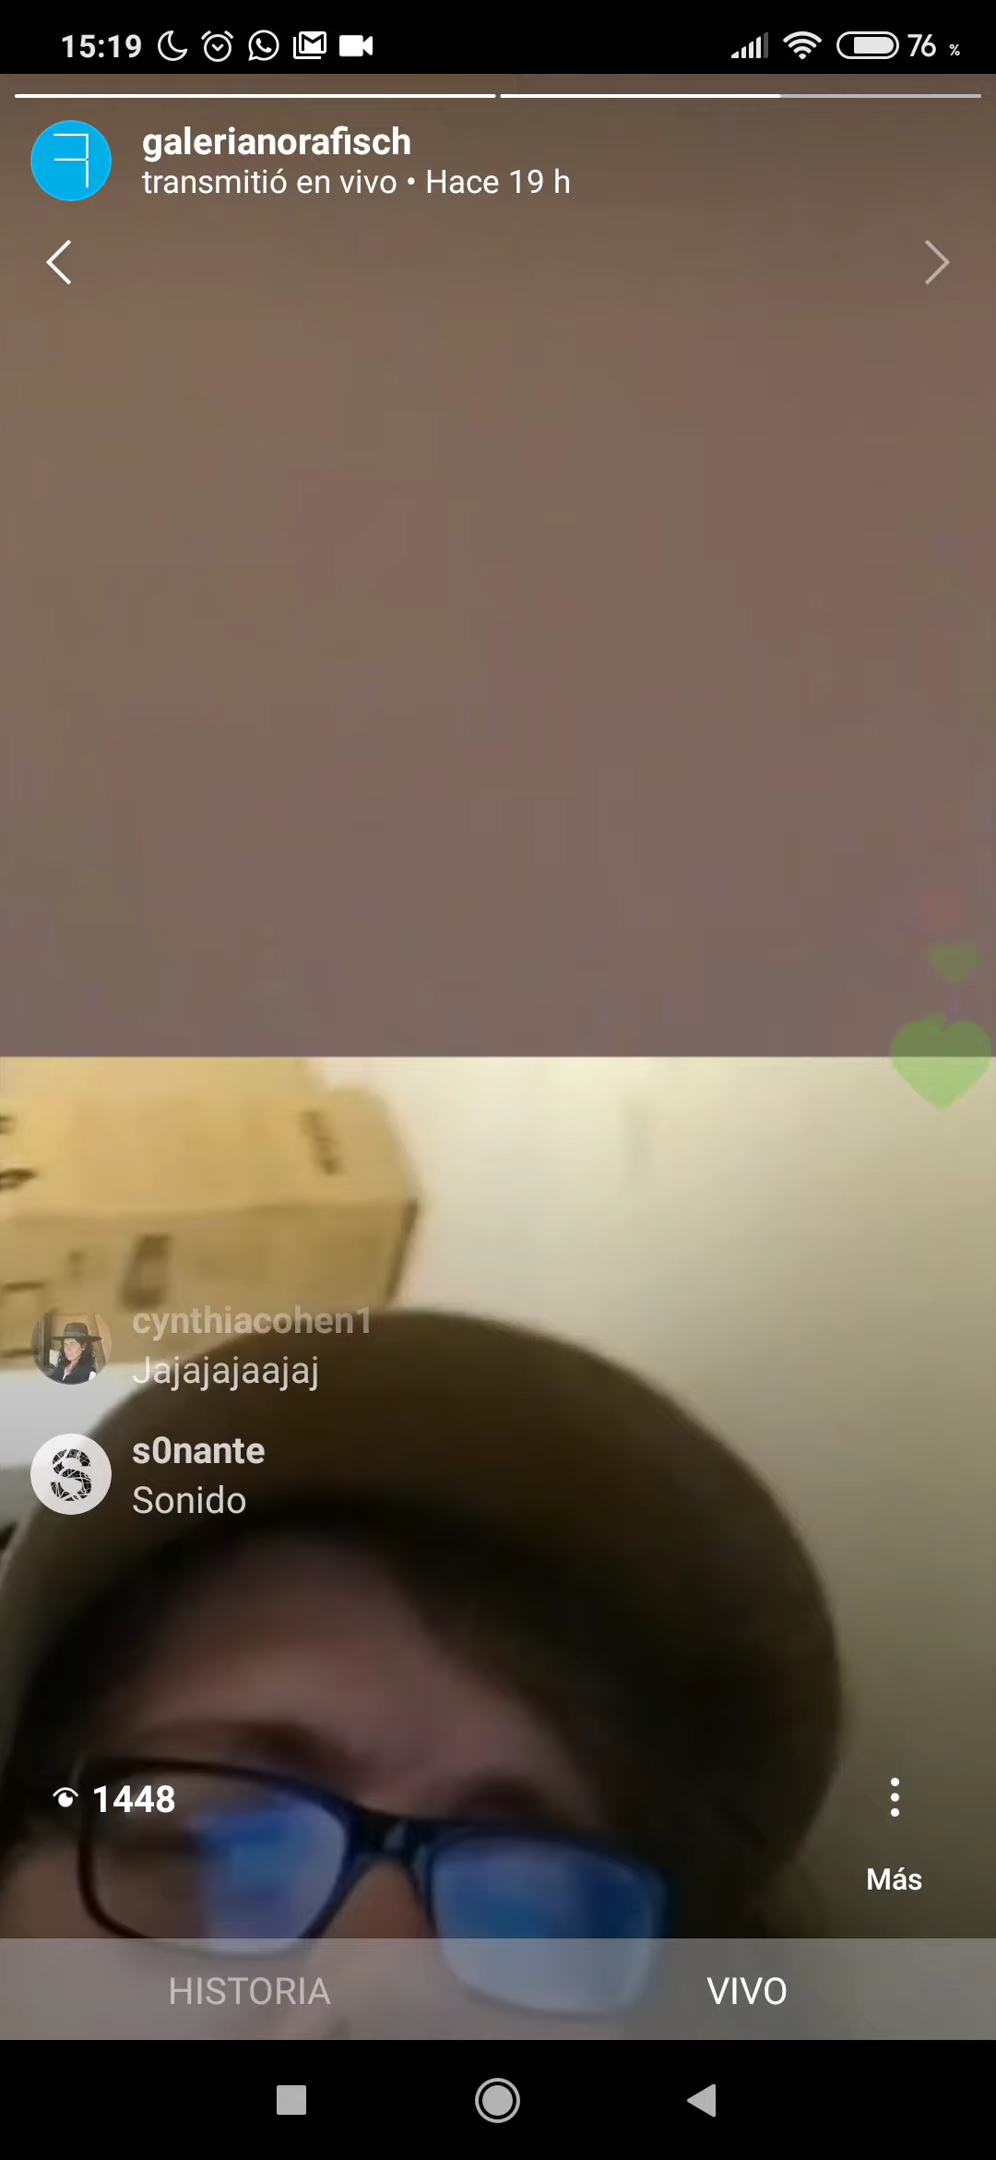 15:19
76 %
galerianorafisch
transmitió en vivo • Hace 19 h
cynthiacohen1
Jajajajaajaj
s0nante
Sonido
1448
Más
HISTORIA
VIVO